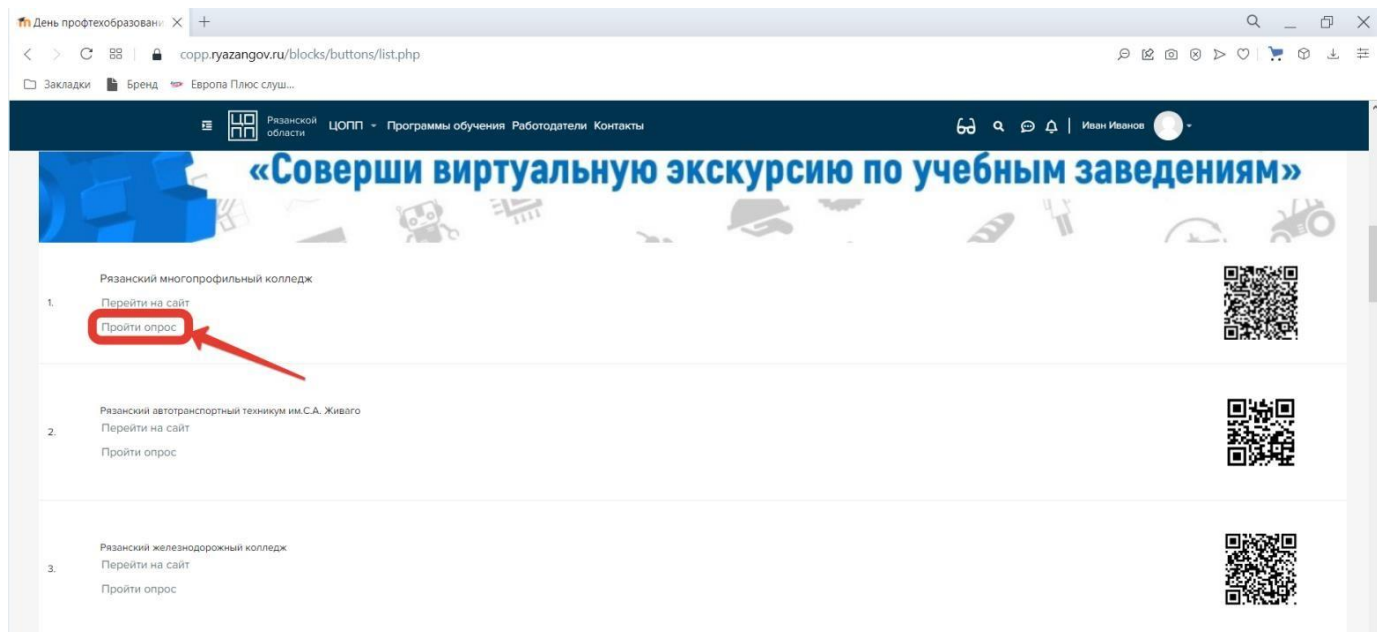 День профтехобразовани
copp.ryazangov.ru/blocks/buttons/list.php
Закладки Бренд Европа Плюс слуш...
ЦОПП Рязанской области ЦОПП Программы обучения Работодатели Контакты Иван Иванов
«Соверши виртуальную экскурсию по учебным заведениям»
Рязанский многопрофильный колледж
1. Перейти на сайт
Пройти опрос
Рязанский автотранспортный техникум им.С.А. Живаго
2. Перейти на сайт
Пройти опрос
Рязанский железнодорожный колледж
3. Перейти на сайт
Пройти опрос